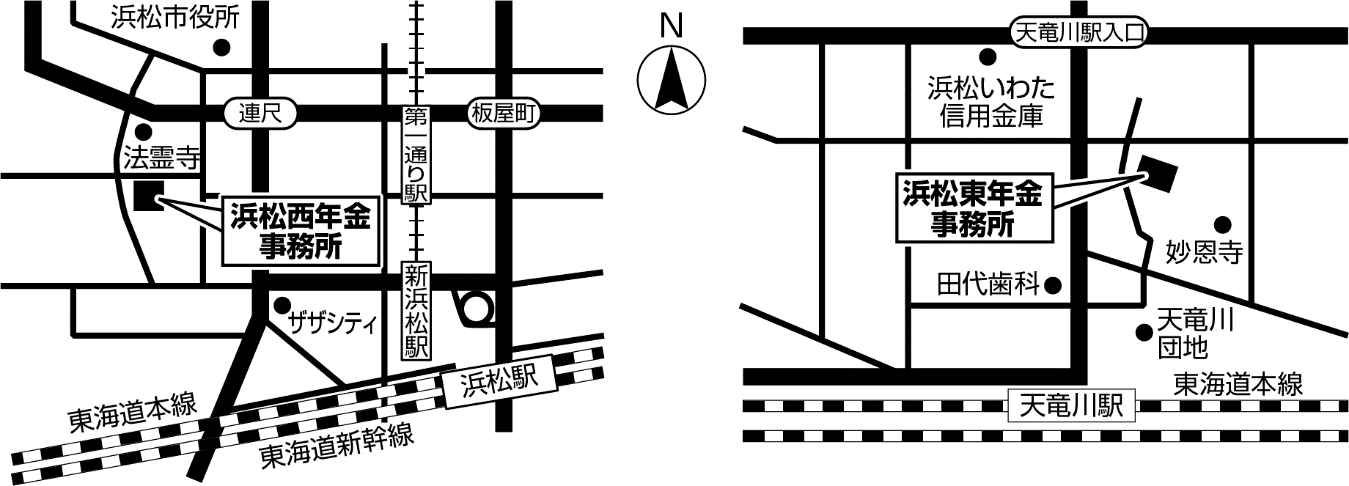 浜松市役所
連尺
板屋町
法霊寺
第一通り駅
浜松西年金
事務所
新浜松駅
ザザシティ
浜松駅
東海道本線
東海道新幹線
N
天竜川駅入口
浜松いわた
信用金庫
浜松東年金
事務所
妙恩寺
田代歯科
天竜川
団地
東海道本線
天竜川駅